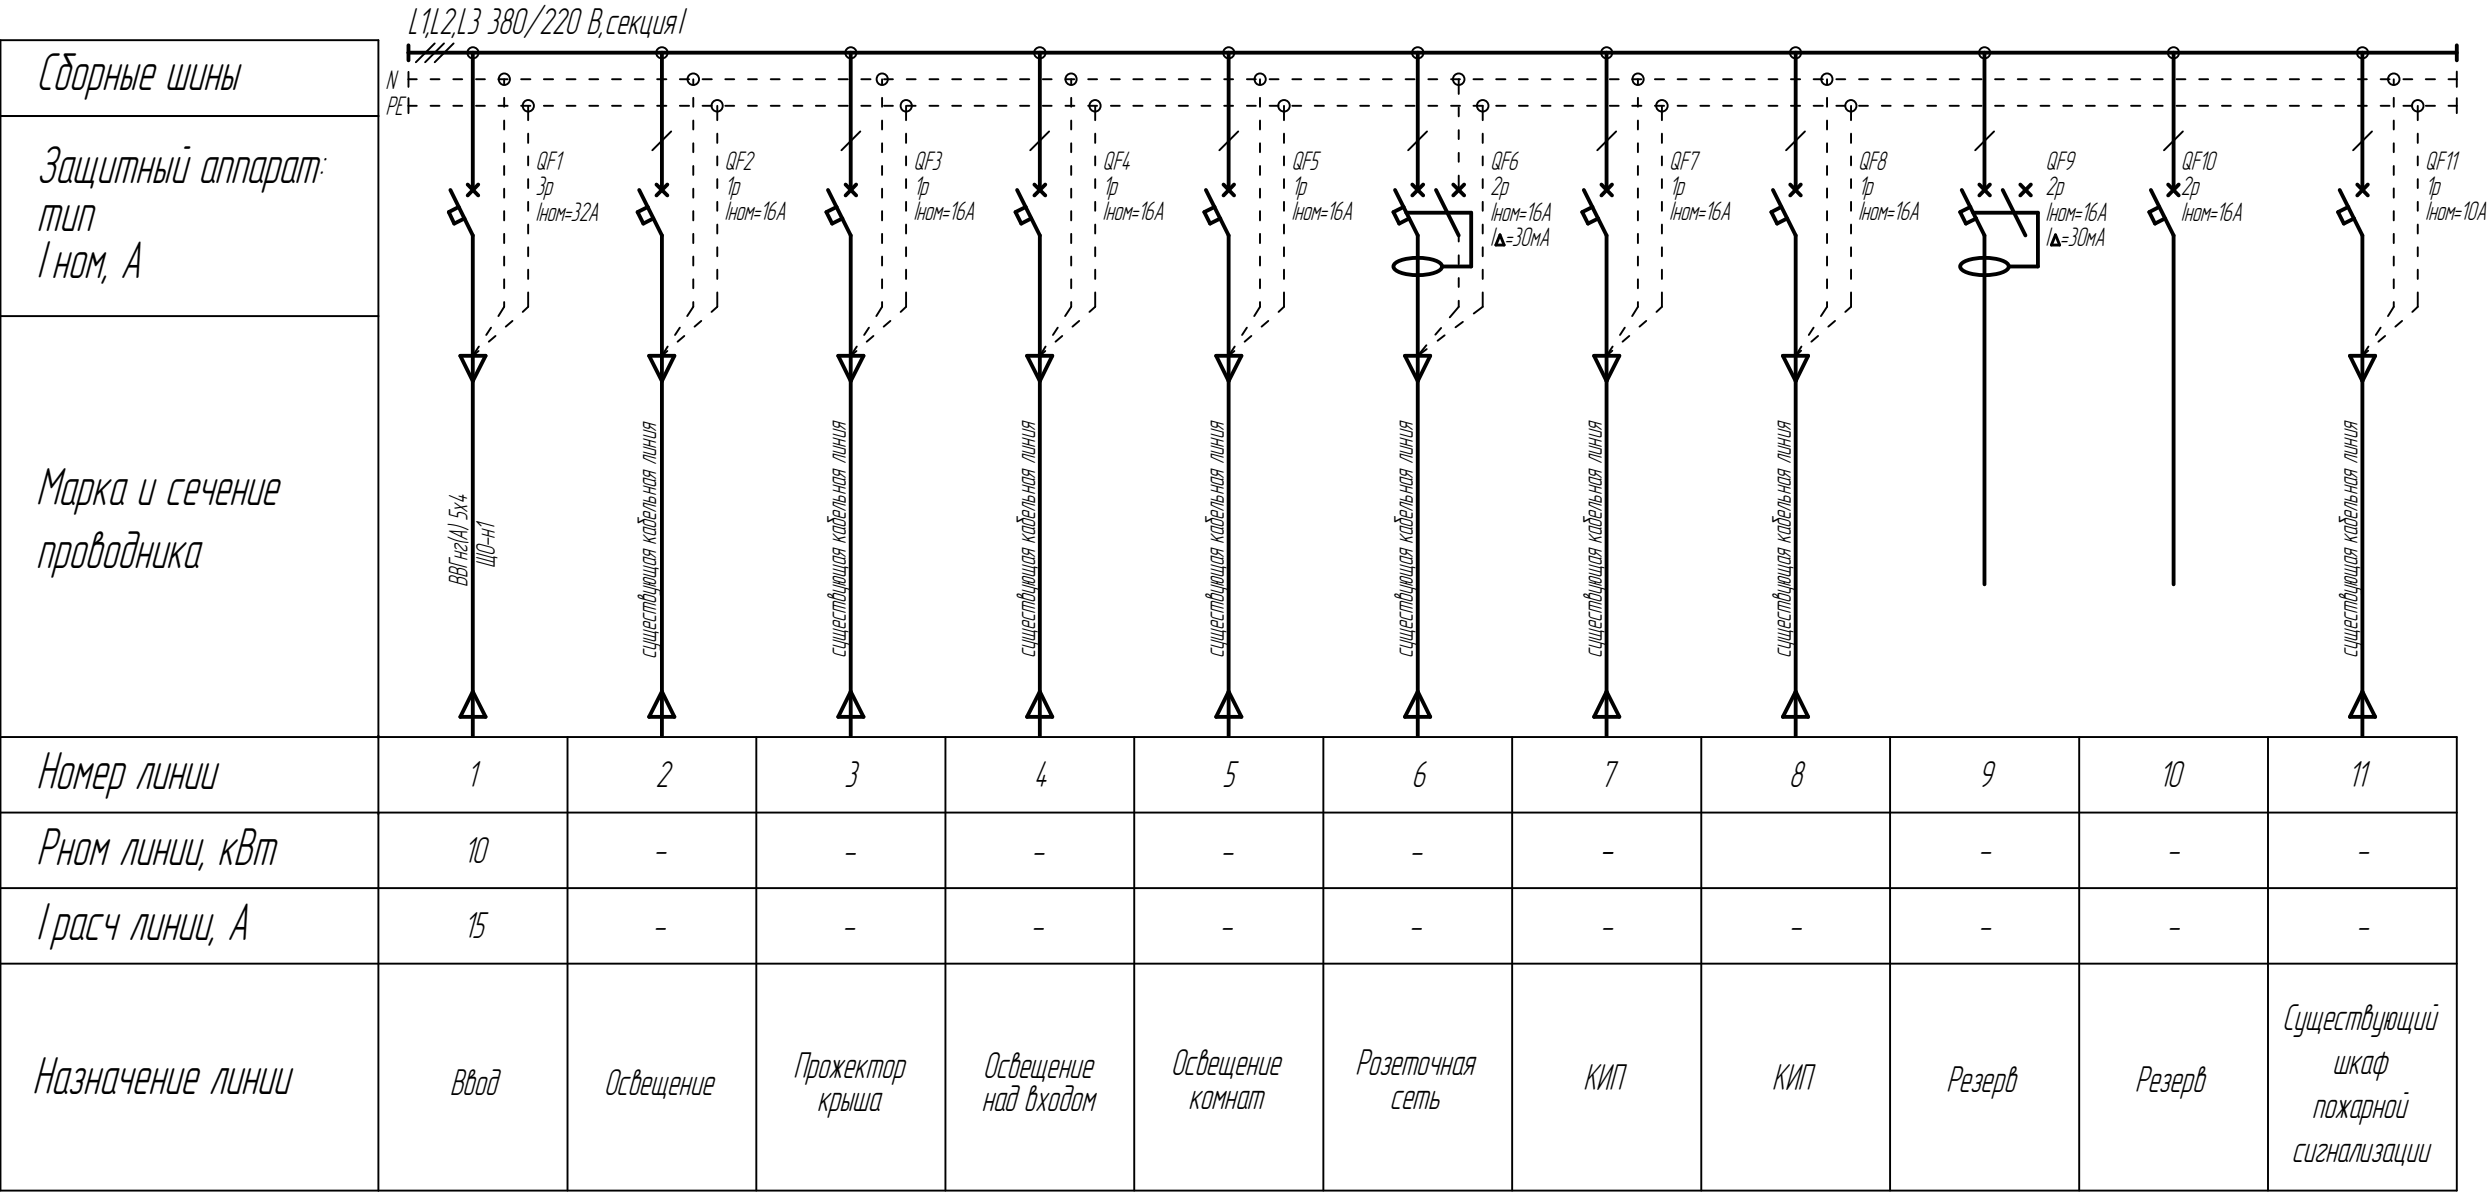 L1,L2,L3 380/220 В,секцияI
Сборные шины
N
PE
Защитный аппарат:
тип
I ном, А
QF1
3р
Iном=32А
QF2
1р
Iном=16А
QF3
1р
Iном=16А
QF4
1р
Iном=16А
QF5
1р
Iном=16А
QF6
2р
Iном=16А
IΔ=30мА
QF7
1р
Iном=16А
QF8
1р
Iном=16А
QF9
2р
Iном=16А
IΔ=30мА
QF10
2р
Iном=16А
QF11
1р
Iном=10А
Марка и сечение
проводника
ВВГнг(А) 5х4
ЩО-н1
существующая кабельная линия
существующая кабельная линия
существующая кабельная линия
существующая кабельная линия
существующая кабельная линия
существующая кабельная линия
существующая кабельная линия
существующая кабельная линия
Номер линии 1 2 3 4 5 6 7 8 9 10 11
Рном линии, кВт 10 - - - - - - - - -
I расч линии, А 15 - - - - - - - - - -
Назначение линии
Ввод
Освещение
Прожектор
крыша
Освещение
над входом
Освещение
комнат
Розеточная
сеть
КИП
КИП
Резерв
Резерв
Существующий
шкаф
пожарной
сигнализации